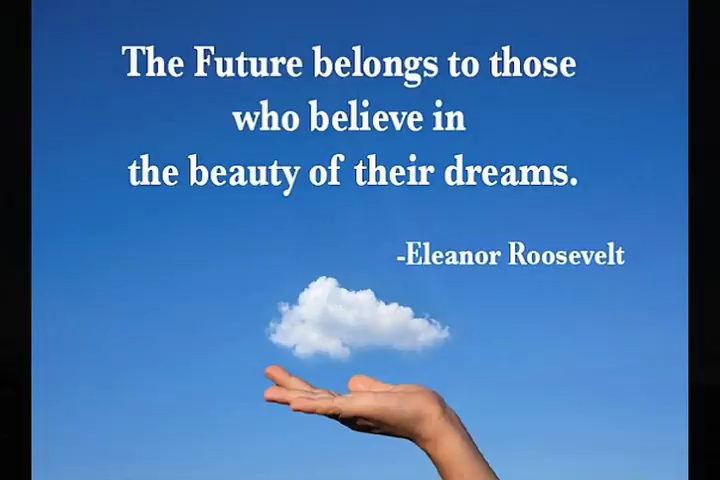 The Future belongs to those
who believe in
the beauty of their dreams.
-Eleanor Roosevelt